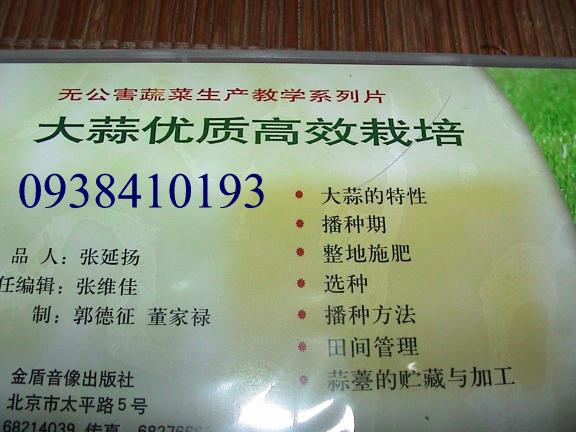 无公害蔬菜生产教学系列片
大蒜优质高效栽培
0938410193
大蒜的特性
播种期
整地施肥
选种
播种方法
田间管理
蒜薹的贮藏与加工
品 人：张延扬
任编辑：张维佳
制：郭德征 董家禄
金盾音像出版社
北京市太平路5号
68214039 传真